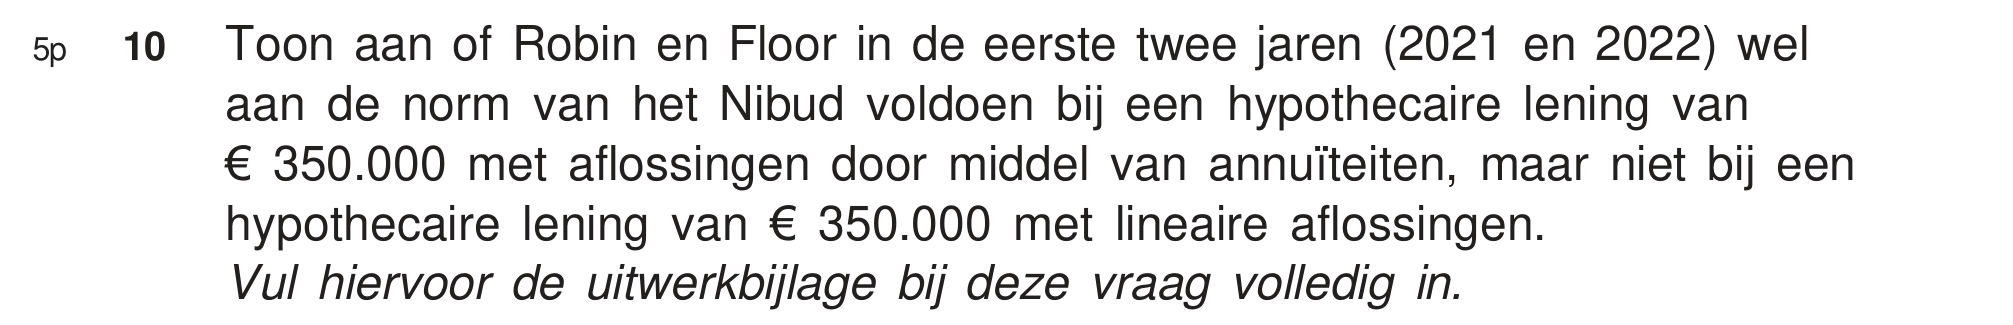 5p 10 Toon aan of Robin en Floor in de eerste twee jaren (2021 en 2022) wel
aan de norm van het Nibud voldoen bij een hypothecaire lening van
€ 350.000 met aflossingen door middel van annuïteiten, maar niet bij een
hypothecaire lening van € 350.000 met lineaire aflossingen.
Vul hiervoor de uitwerkbijlage bij deze vraag volledig in.